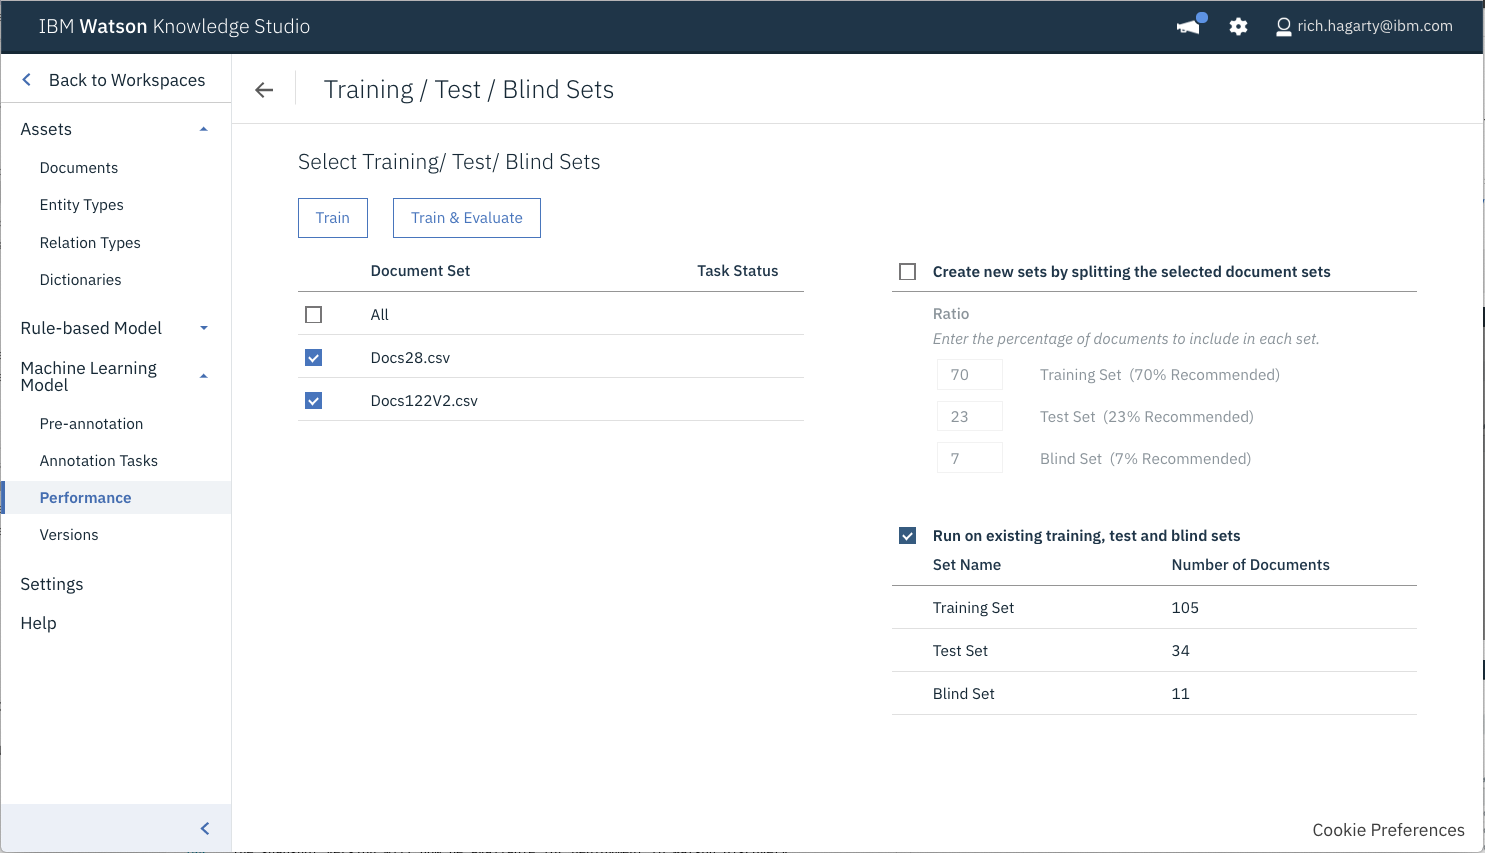 IBM Watson Knowledge Studio
rich.hagarty@ibm.com
Back to Workspaces
Training / Test / Blind Sets
Assets
Documents
Entity Types
Relation Types
Dictionaries
Rule-based Model
Machine Learning
Model
Pre-annotation
Annotation Tasks
Performance
Versions
Settings
Help
Select Training/ Test/ Blind Sets
Train
Train & Evaluate
Document Set
Task Status
All
Docs28.csv
Docs122V2.csv
Create new sets by splitting the selected document sets
Ratio
Enter the percentage of documents to include in each set.
70 Training Set (70% Recommended)
23 Test Set (23% Recommended)
7 Blind Set (7% Recommended)
Run on existing training, test and blind sets
Set Name Number of Documents
Training Set 105
Test Set 34
Blind Set 11
Cookie Preferences